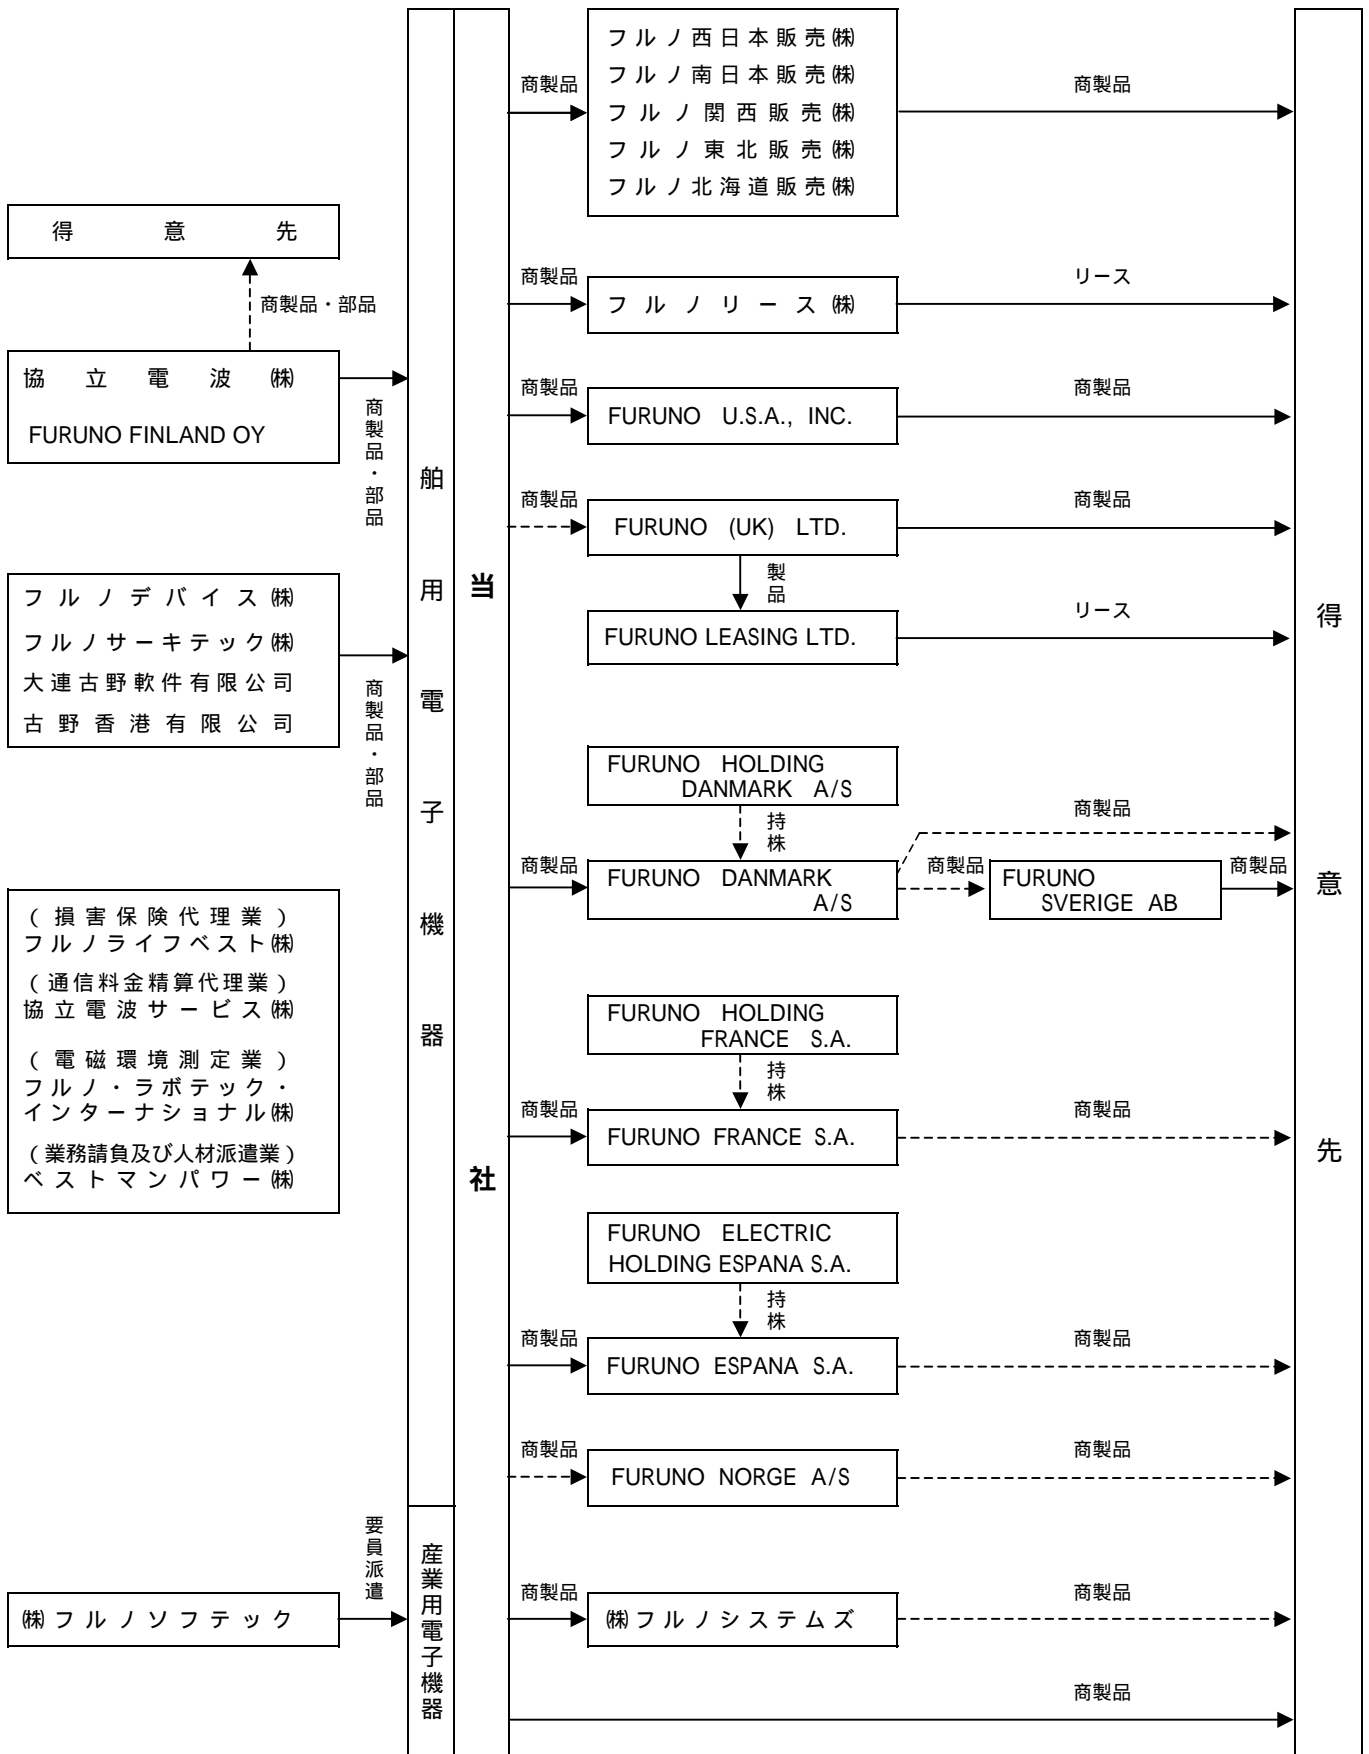 得意先
商製品・部品
協立電波㈱
FURUNO FINLAND OY
商製品・部品
フルノデバイス㈱
フルノサーキテック㈱
大連古野軟件有限公司
古野香港有限公司
商製品・部品
(損害保険代理業)
フルノライフベスト㈱
(通信料金精算代理業)
協立電波サービス㈱
(電磁環境測定業)
フルノ・ラボテック・
インターナショナル㈱
(業務請負及び人材派遣業)
ベストマンパワー㈱
㈱フルノソフテック
要員派遣
舶用電子機器
産業用電子機器
当社
商製品
フルノ西日本販売㈱
フルノ南日本販売㈱
フルノ関西販売㈱
フルノ東北販売㈱
フルノ北海道販売㈱
商製品
商製品
フルノリース㈱
リース
商製品
FURUNO U.S.A., INC.
商製品
商製品
FURUNO (UK) LTD.
商製品
製品
FURUNO LEASING LTD.
リース
FURUNO HOLDING
DANMARK A/S
持株
商製品
商製品
FURUNO DANMARK
A/S
商製品
FURUNO
SVERIGE AB
商製品
FURUNO HOLDING
FRANCE S.A.
持株
商製品
FURUNO FRANCE S.A.
商製品
FURUNO ELECTRIC
HOLDING ESPANA S.A.
持株
商製品
FURUNO ESPANA S.A.
商製品
商製品
FURUNO NORGE A/S
商製品
商製品
㈱フルノシステムズ
商製品
商製品
得意先